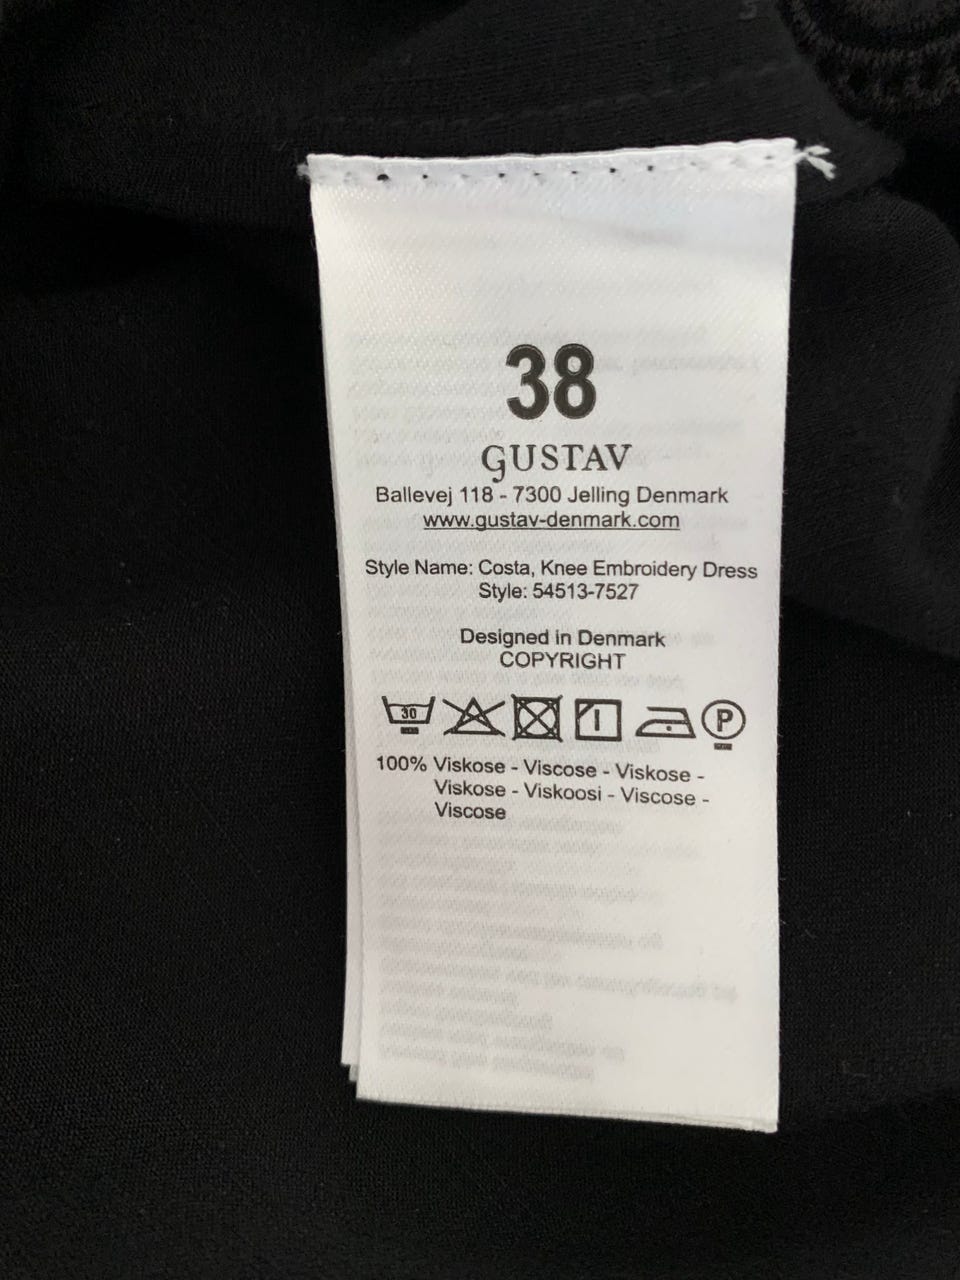 38
GUSTAV
Ballevej 118 - 7300 Jelling Denmark
www.gustav-denmark.com
Style Name: Costa, Knee Embroidery Dress
Style: 54513-7527
Designed in Denmark
COPYRIGHT
30
P
100% Viskose - Viscose - Viskose -
Viskose - Viskoosi - Viscose -
Viscose